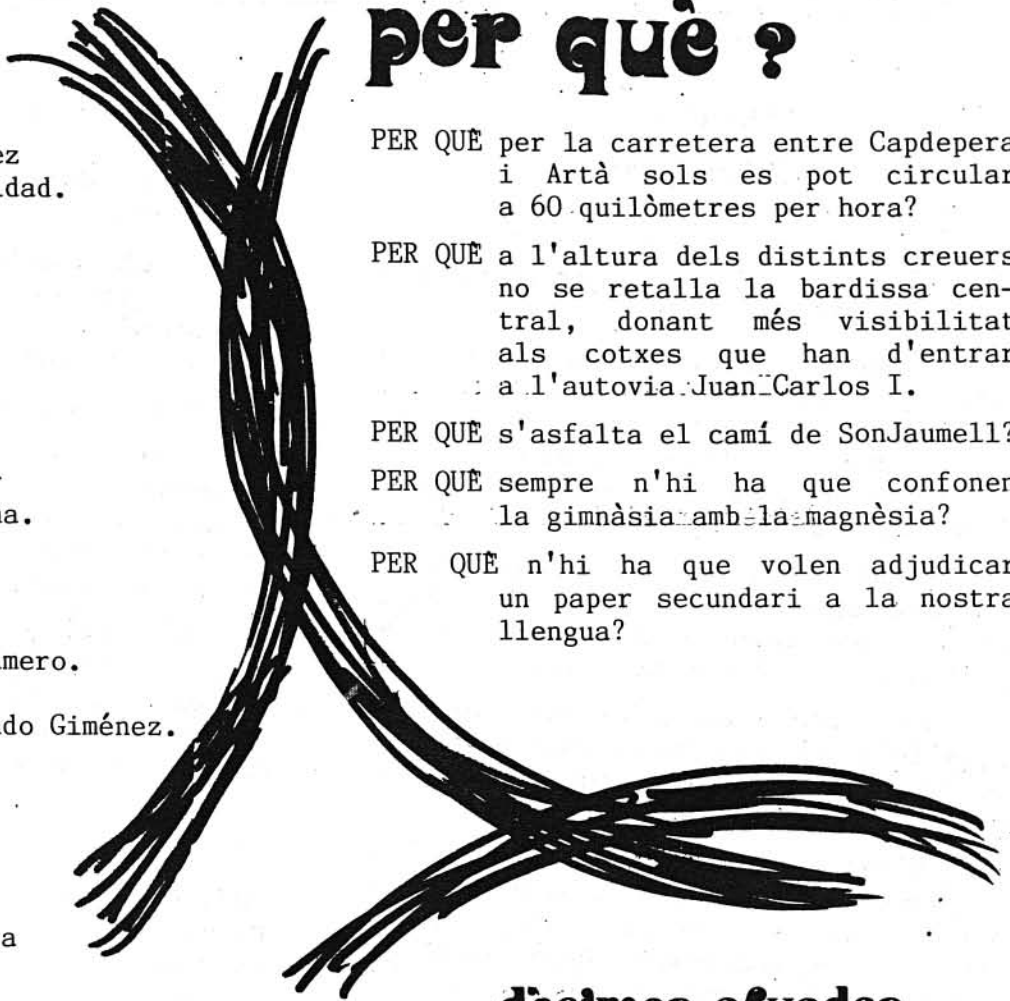 per què ?
PER QUÈ per la carretera entre Capdepera
i Artà sols es pot circular
a 60 quilòmetres per hora?
PER QUÈ a l'altura dels distints creuers
no se retalla la bardissa cen-
tral, donant més visibilitat
als cotxes que han d'entrar
a l'autovia Juan Carlos I.
PER QUÈ s'asfalta el camí de SonJaumell?
PER QUÈ sempre n'hi ha que confonen
la gimnàsia amb la magnèsia?
PER QUÈ n'hi ha que volen adjudicar
un paper secundari a la nostra
llengua?
ez
idad.
na.
mero.
do Giménez.
a